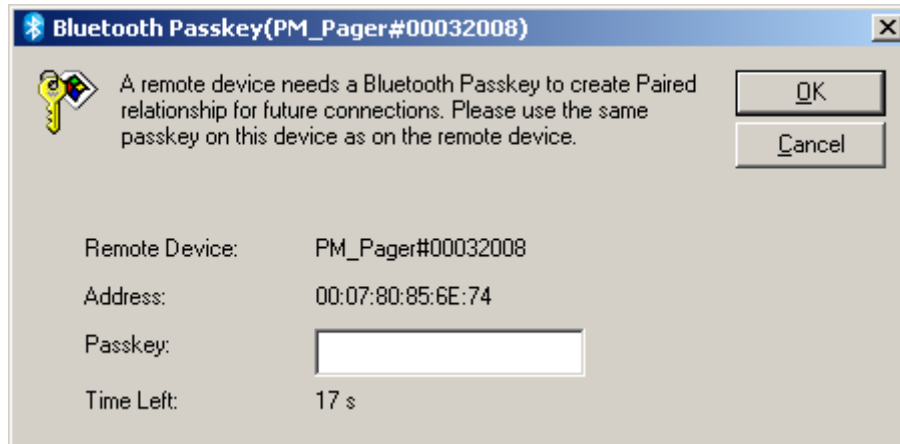 Bluetooth Passkey(PM_Pager#00032008)
A remote device needs a Bluetooth Passkey to create Paired
relationship for future connections. Please use the same
passkey on this device as on the remote device.
OK
Cancel
Remote Device: PM_Pager#00032008
Address: 00:07:80:85:6E:74
Passkey:
Time Left: 17 s